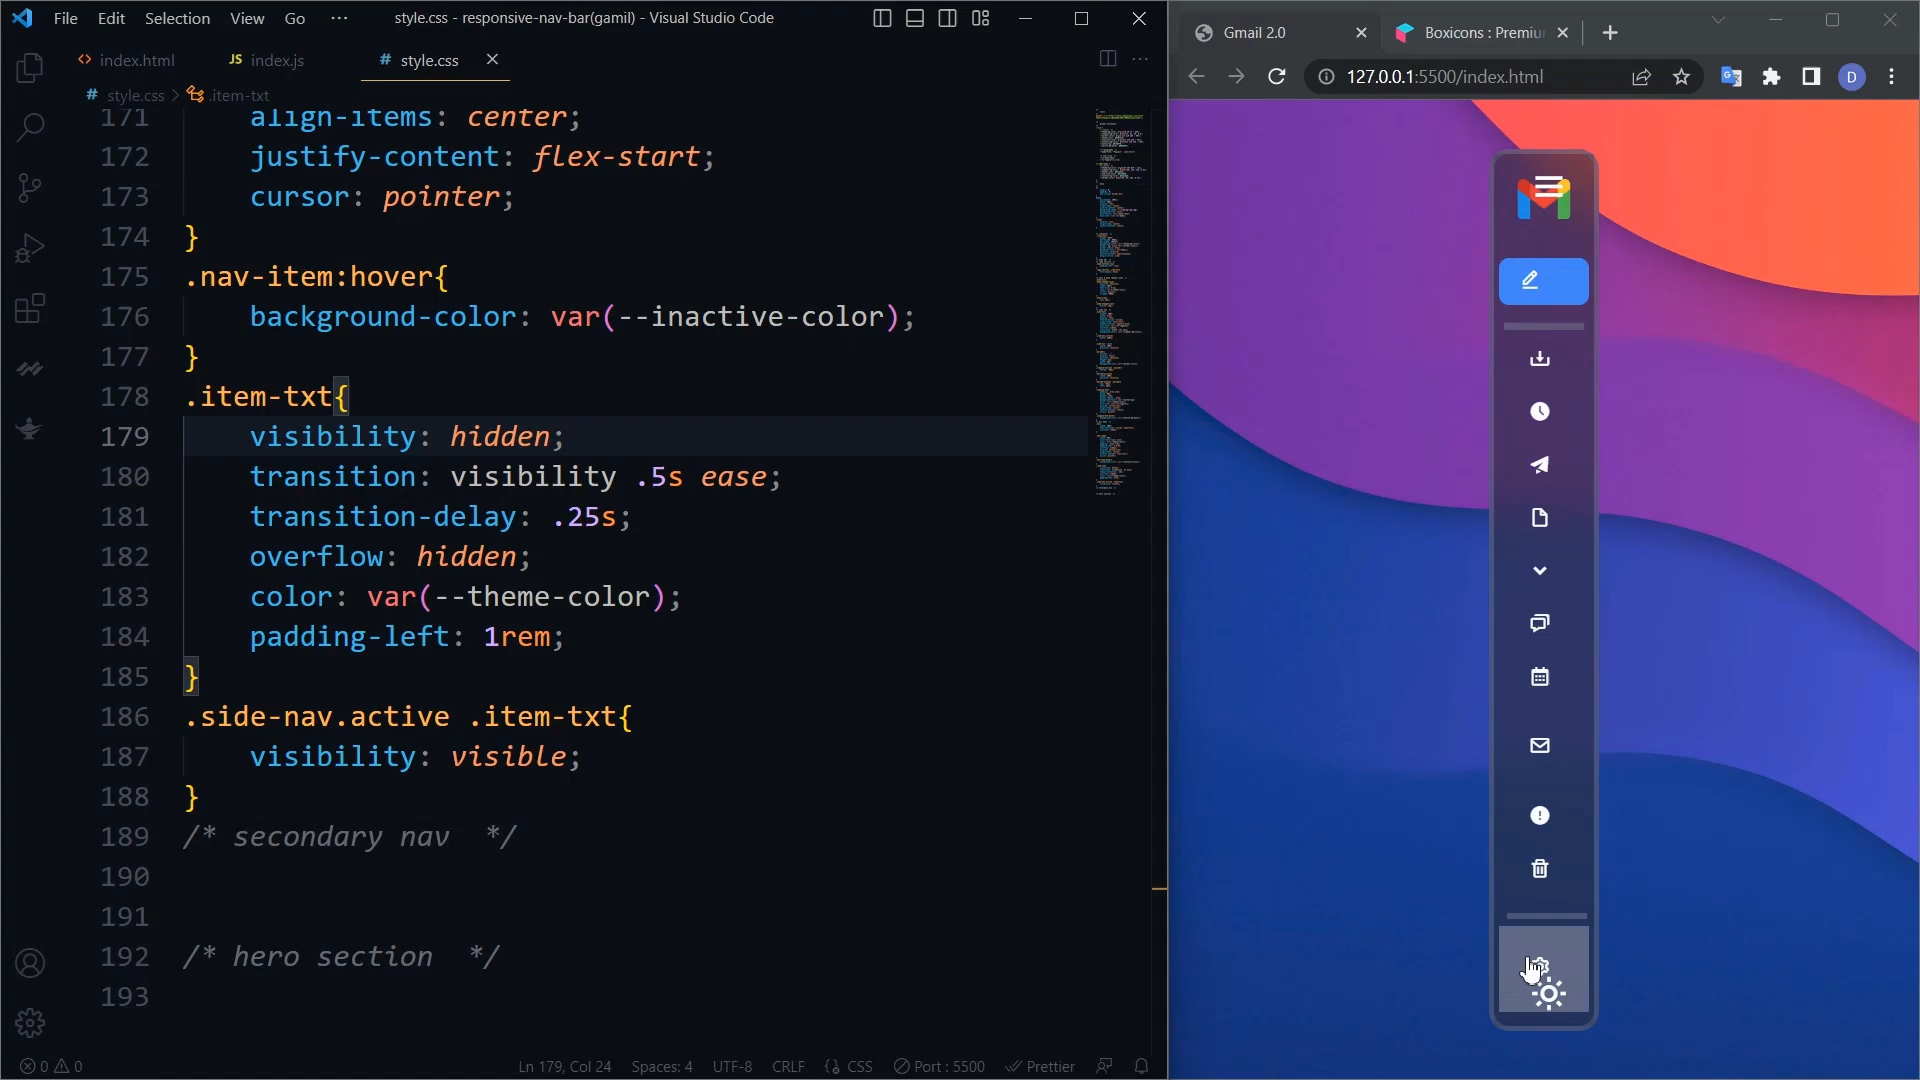 File Edit Selection View Go ··· style.css - responsive-nav-bar(gamil) - Visual Studio Code
index.html JS index.js # style.css
# style.css > .item-txt
171 align-items: center;
172 justify-content: flex-start;
173 cursor: pointer;
174 }
175 .nav-item:hover{
176 background-color: var(--inactive-color);
177 }
178 .item-txt{
179 visibility: hidden;
180 transition: visibility .5s ease;
181 transition-delay: .25s;
182 overflow: hidden;
183 color: var(--theme-color);
184 padding-left: 1rem;
185 }
186 .side-nav.active .item-txt{
187 visibility: visible;
188 }
189 /* secondary nav */
190
191
192 /* hero section */
193
0 0 Ln 179, Col 24 Spaces: 4 UTF-8 CRLF {} CSS Port : 5500 Prettier
Gmail 2.0 Boxicons : Premiu
127.0.0.1:5500/index.html D